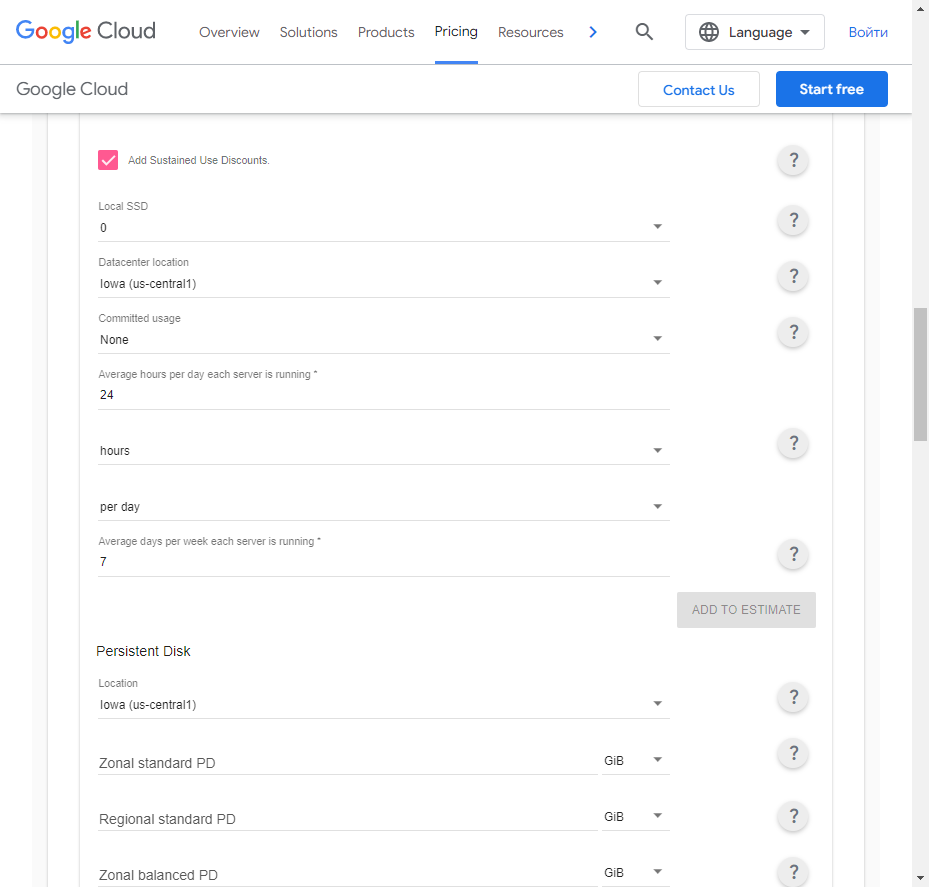 Google Cloud
Overview Solutions Products Pricing Resources Language Войти
Google Cloud Contact Us Start free
Add Sustained Use Discounts. ?
Local SSD
0 ?
Datacenter location
Iowa (us-central1) ?
Committed usage
None ?
Average hours per day each server is running *
24
hours ?
per day
Average days per week each server is running *
7 ?
ADD TO ESTIMATE
Persistent Disk
Location
Iowa (us-central1) ?
Zonal standard PD GiB ?
Regional standard PD GiB ?
Zonal balanced PD GiB ?